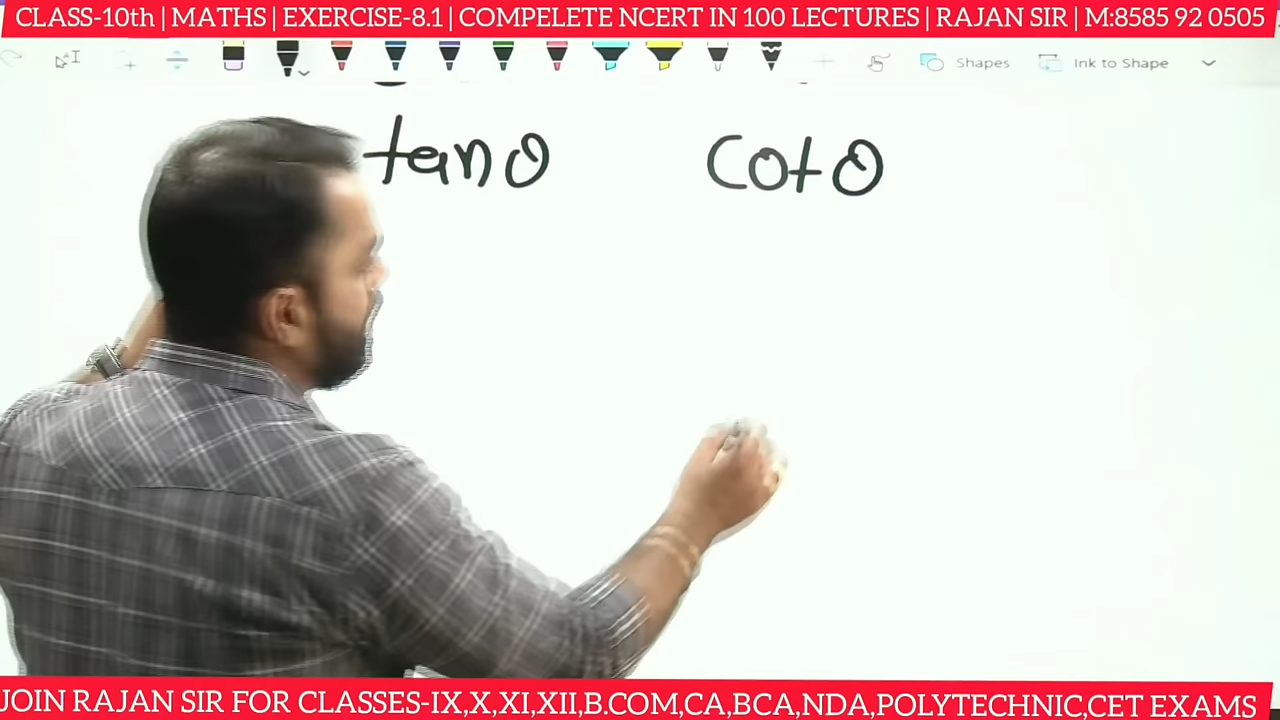 CLASS-10th | MATHS | EXERCISE-8.1 | COMPELETE NCERT IN 100 LECTURES | RAJAN SIR | M:8585 92 0505
Shapes Ink to Shape
tanθ cotθ
JOIN RAJAN SIR FOR CLASSES-IX,X,XI,XII,B.COM,CA,BCA,NDA,POLYTECHNIC,CET EXAMS